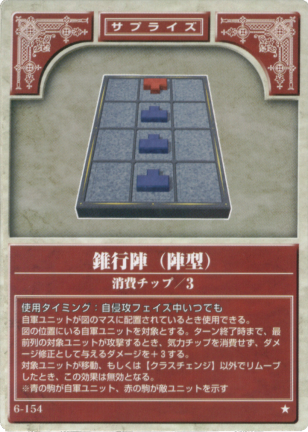 サプライズ
錐行陣（陣型）
消費チップ／3
使用タイミング：自侵攻フェイス中いつでも
自軍ユニットが図のマスに配置されているとき使用できる。
図の位置にいる自軍ユニットを対象とする。ターン終了時まで、最
前列の対象ユニットが攻撃するとき、気力チップを消費せず、ダメ
ージ修正として与えるダメージを＋3する。
対象ユニットが移動、もしくは【クラスチェンジ】以外でリムーブ
したとき、この効果は無効となる。
※青の駒が自軍ユニット、赤の駒が敵ユニットを示す
6-154 ★